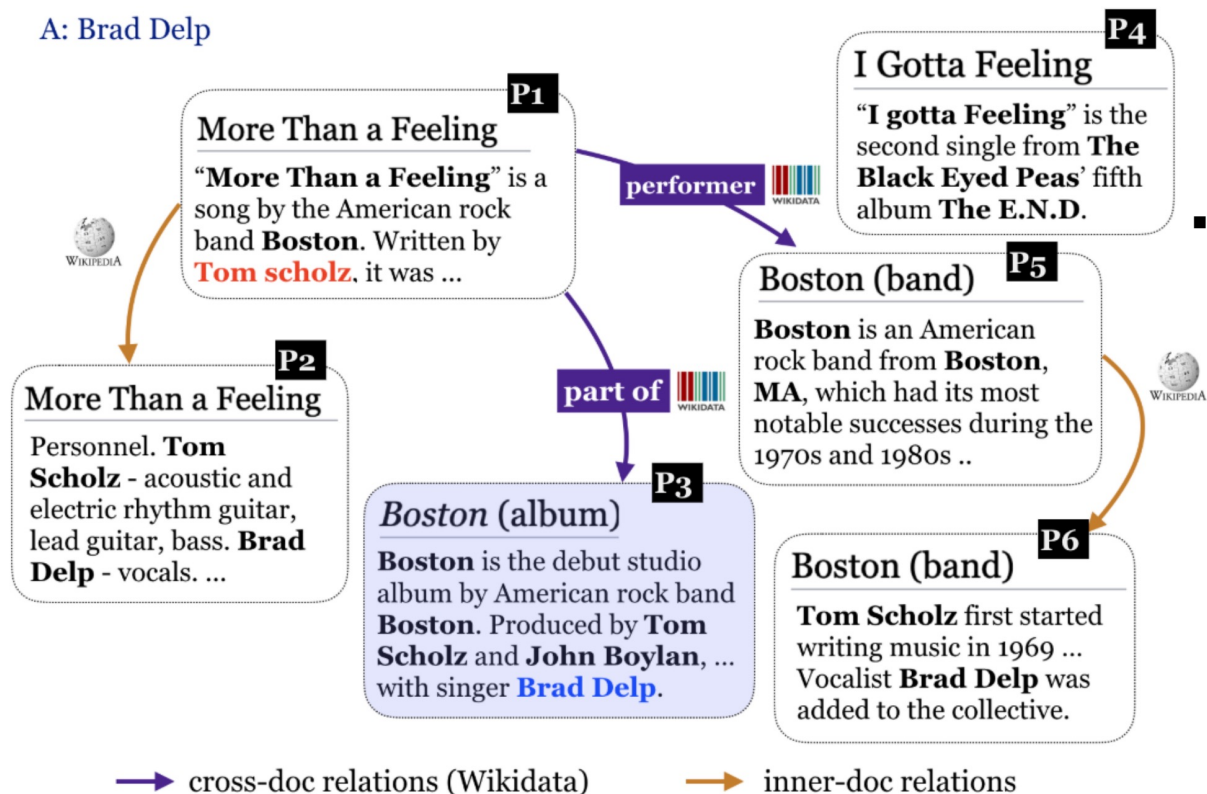 A: Brad Delp
P1
More Than a Feeling
“More Than a Feeling” is a
song by the American rock
band Boston. Written by
Tom scholz, it was ...
P4
I Gotta Feeling
“I gotta Feeling” is the
second single from The
Black Eyed Peas’ fifth
album The E.N.D.
performer
WIKIDATA
WIKIPEDIA
P5
Boston (band)
Boston is an American
rock band from Boston,
MA, which had its most
notable successes during the
1970s and 1980s ..
P2
More Than a Feeling
Personnel. Tom
Scholz - acoustic and
electric rhythm guitar,
lead guitar, bass. Brad
Delp - vocals. ...
part of
WIKIDATA
WIKIPEDIA
P3
Boston (album)
Boston is the debut studio
album by American rock band
Boston. Produced by Tom
Scholz and John Boylan, ...
with singer Brad Delp.
P6
Boston (band)
Tom Scholz first started
writing music in 1969 ...
Vocalist Brad Delp was
added to the collective.
cross-doc relations (Wikidata)
inner-doc relations